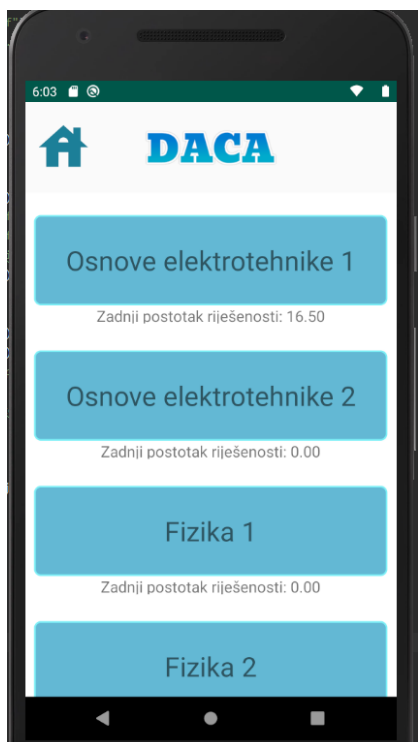 6:03
DACA
Osnove elektrotehnike 1
Zadnji postotak riješenosti: 16.50
Osnove elektrotehnike 2
Zadnji postotak riješenosti: 0.00
Fizika 1
Zadnji postotak riješenosti: 0.00
Fizika 2